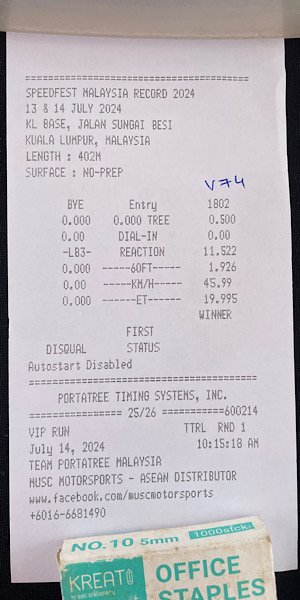 ==========================================
SPEEDFEST MALAYSIA RECORD 2024
13 & 14 JULY 2024
KL BASE, JALAN SUNGAI BESI
KUALA LUMPUR, MALAYSIA
LENGTH : 402M
SURFACE : NO-PREP
V74
BYE Entry 1802
0.000 0.000 TREE 0.500
0.00 DIAL-IN 0.00
-LB3- REACTION 11.522
0.000 ------60FT------ 1.926
0.00 ------KM/H------ 45.99
0.000 -------ET------- 19.995
WINNER
FIRST
DISQUAL STATUS
Autostart Disabled
==========================================
PORTATREE TIMING SYSTEMS, INC.
================= 25/26 ===========600214
VIP RUN TTRL RND 1
July 14, 2024 10:15:18 AM
TEAM PORTATREE MALAYSIA
MUSC MOTORSPORTS - ASEAN DISTRIBUTOR
www.facebook.com/muscmotorsports
+6016-6681490
NO.10 5mm 1000stck
KREATO OFFICE
STAPLES